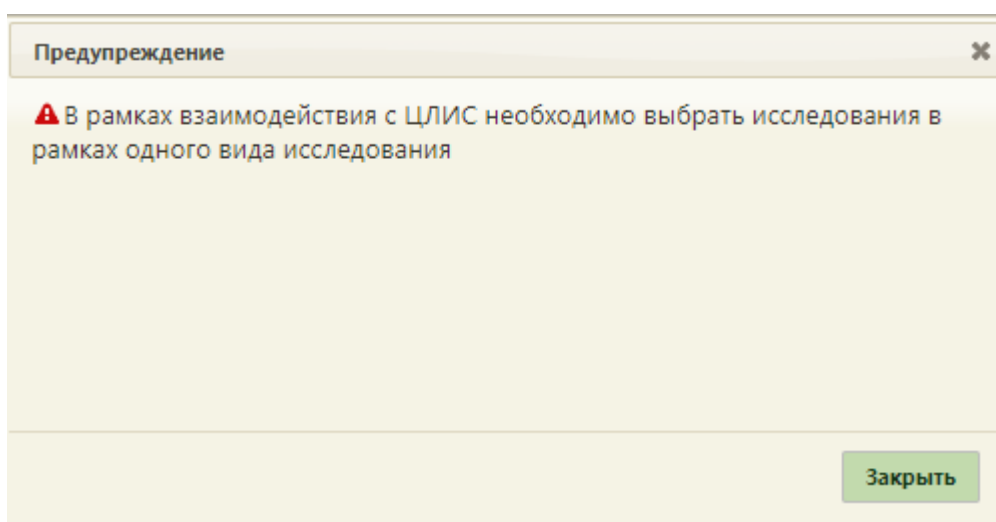 Предупреждение
В рамках взаимодействия с ЦЛИС необходимо выбрать исследования в
рамках одного вида исследования
Закрыть